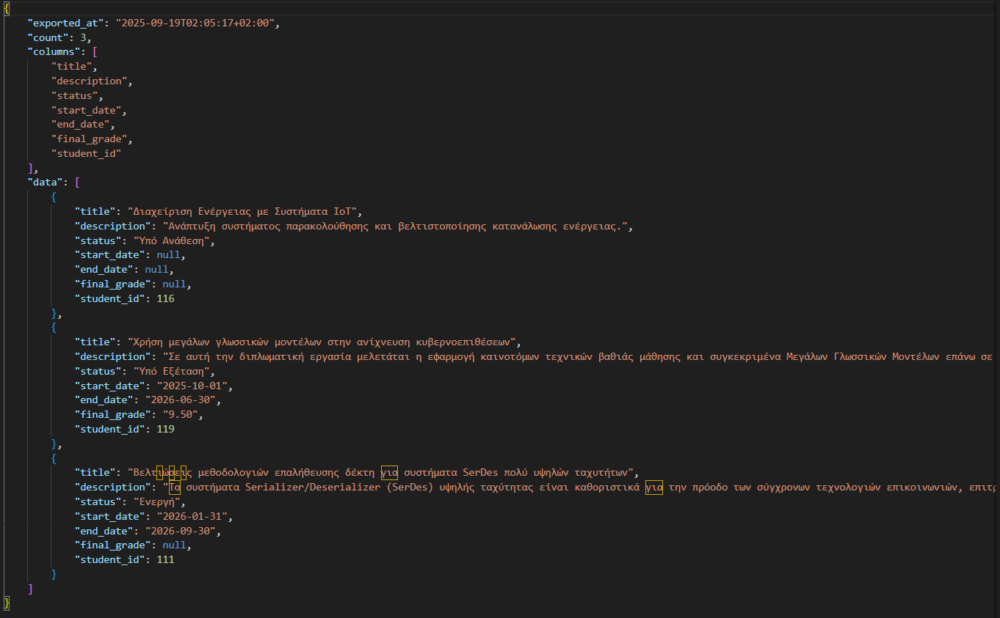 {
"exported_at": "2025-09-19T02:05:17+02:00",
"count": 3,
"columns": [
"title",
"description",
"status",
"start_date",
"end_date",
"final_grade",
"student_id"
],
"data": [
{
"title": "Διαχείριση Ενέργειας με Συστήματα IoT",
"description": "Ανάπτυξη συστήματος παρακολούθησης και βελτιστοποίησης κατανάλωσης ενέργειας.",
"status": "Υπό Ανάθεση",
"start_date": null,
"end_date": null,
"final_grade": null,
"student_id": 116
},
{
"title": "Χρήση μεγάλων γλωσσικών μοντέλων στην ανίχνευση κυβερνοεπιθέσεων",
"description": "Σε αυτή την διπλωματική εργασία μελετάται η εφαρμογή καινοτόμων τεχνικών βαθιάς μάθησης και συγκεκριμένα Μεγάλων Γλωσσικών Μοντέλων επάνω σε
"status": "Υπό Εξέταση",
"start_date": "2025-10-01",
"end_date": "2026-06-30",
"final_grade": "9.50",
"student_id": 119
},
{
"title": "Βελτιώσεις μεθοδολογιών επαλήθευσης δέκτη για συστήματα SerDes πολύ υψηλών ταχυτήτων",
"description": "Τα συστήματα Serializer/Deserializer (SerDes) υψηλής ταχύτητας είναι καθοριστικά για την πρόοδο των σύγχρονων τεχνολογιών επικοινωνιών,
"status": "Ενεργή",
"start_date": "2026-01-31",
"end_date": "2026-09-30",
"final_grade": null,
"student_id": 111
}
]
}